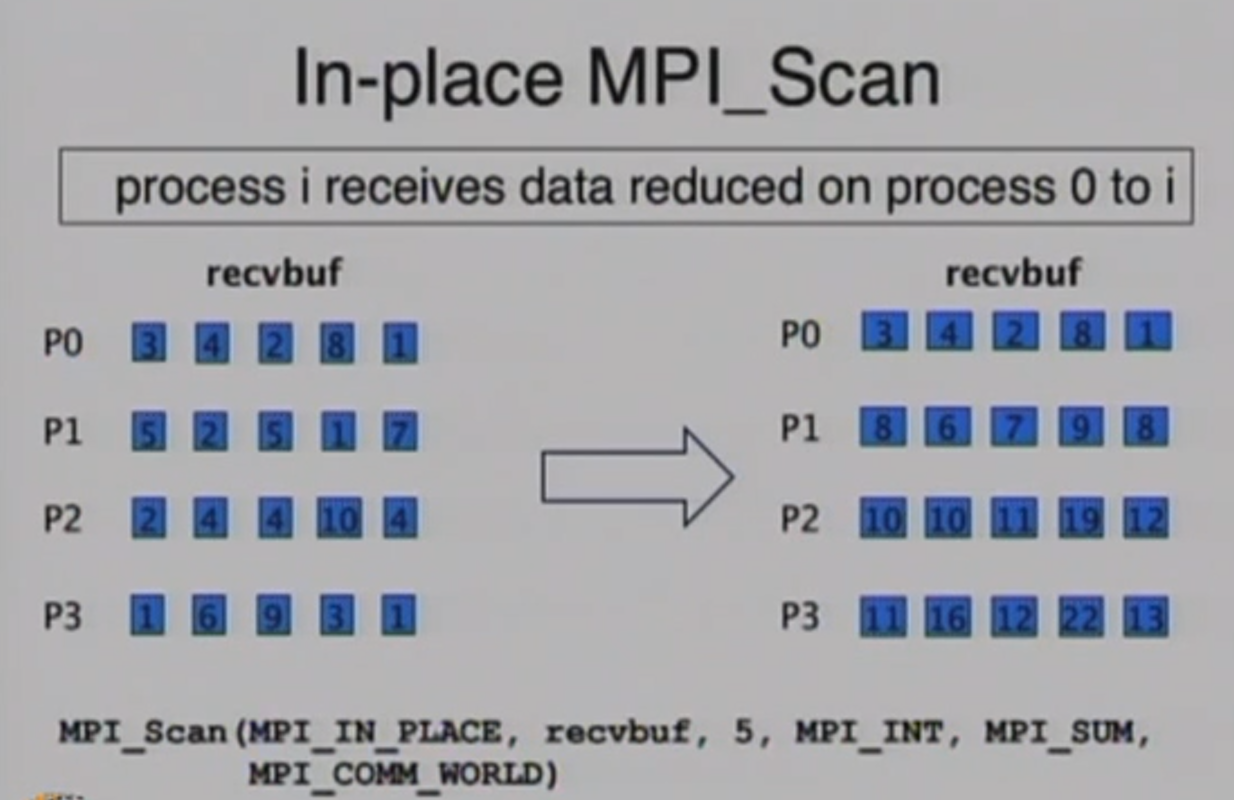 In-place MPI_Scan
process i receives data reduced on process 0 to i
recvbuf recvbuf
P0 3 4 2 8 1 P0 3 4 2 8 1
P1 5 2 5 1 7 P1 8 6 7 9 8
P2 2 4 4 10 4 P2 10 10 11 19 12
P3 1 6 9 3 1 P3 11 16 12 22 13
MPI_Scan(MPI_IN_PLACE, recvbuf, 5, MPI_INT, MPI_SUM,
MPI_COMM_WORLD)